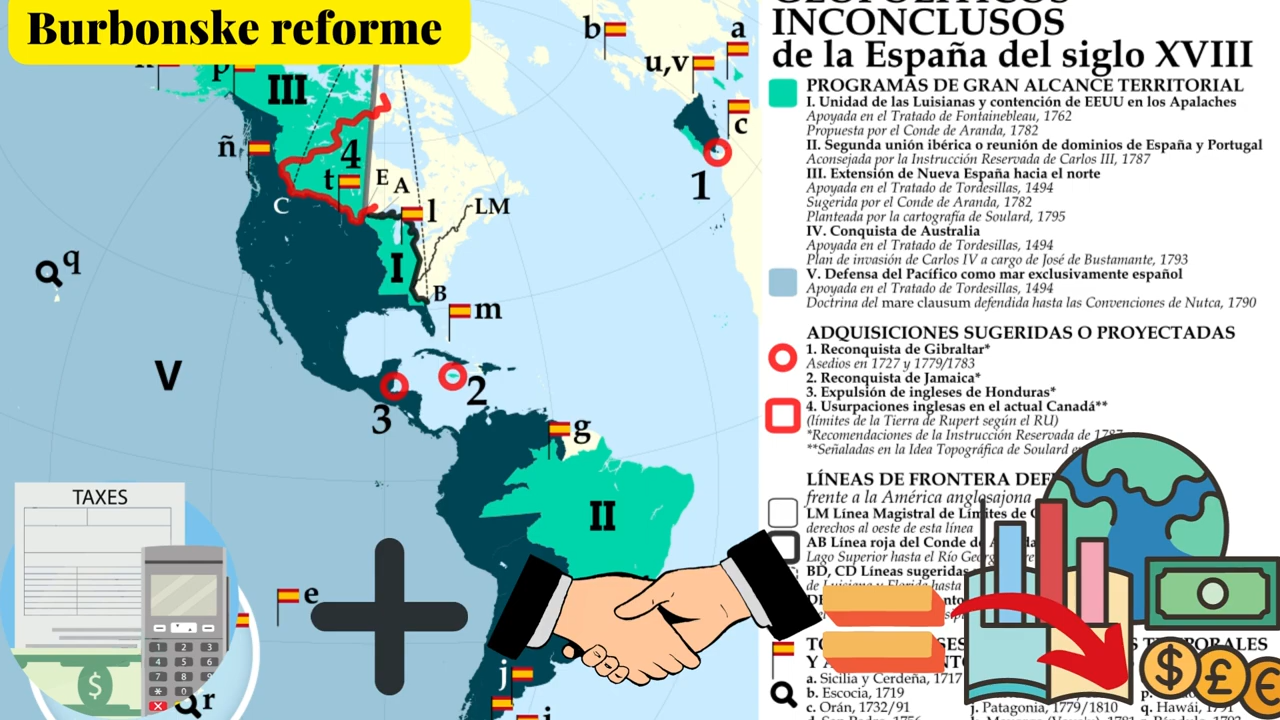 Burbonske reforme
INCONCLUSOS
de la España del siglo XVIII
PROGRAMAS DE GRAN ALCANCE TERRITORIAL
I. Unidad de las Luisianas y contención de EEUU en los Apalaches
Apoyada en el Tratado de Fontainebleau, 1762
Propuesta por el Conde de Aranda, 1782
II. Segunda unión ibérica o reunión de dominios de España y Portugal
Aconsejada por la Instrucción Reservada de Carlos III, 1787
III. Extensión de Nueva España hacia el norte
Apoyada en el Tratado de Tordesillas, 1494
Sugerida por el Conde de Aranda, 1782
Planteada por la cartografía de Soulard, 1795
IV. Conquista de Australia
Apoyada en el Tratado de Tordesillas, 1494
Plan de invasión de Carlos IV a cargo de José de Bustamante, 1793
V. Defensa del Pacífico como mar exclusivamente español
Apoyada en el Tratado de Tordesillas, 1494
Doctrina del mare clausum defendida hasta las Convenciones de Nutca, 1790
ADQUISICIONES SUGERIDAS O PROYECTADAS
1. Reconquista de Gibraltar*
Asedios en 1727 y 1779/1783
2. Reconquista de Jamaica*
3. Expulsión de ingleses de Honduras*
4. Usurpaciones inglesas en el actual Canadá**
(límites de la Tierra de Rupert según el RU)
*Recomendaciones de la Instrucción Reservada de
**Señaladas en la Idea Topográfica de Soulard
LÍNEAS DE FRONTERA
frente a la América anglosajona
LM Línea Magistral de Límites de
derechos al oeste de esta línea
AB Línea roja del Conde de
Lago Superior hasta el Río
BD, CD Líneas sugeridas
de Luisiana y Florida hasta
Y
a. Sicilia y Cerdeña, 1717
b. Escocia, 1719
c. Orán, 1732/91
j. Patagonia, 1779/1810
q. Hawái, 1791
b
a
u,v
c
1
p
III
ñ
4
t
E
A
C
l
LM
I
B
m
q
V
2
3
g
II
e
j
i
r
TAXES
1 2 3
4 5 6
7 8 9
* 0 #
$
$ £ €